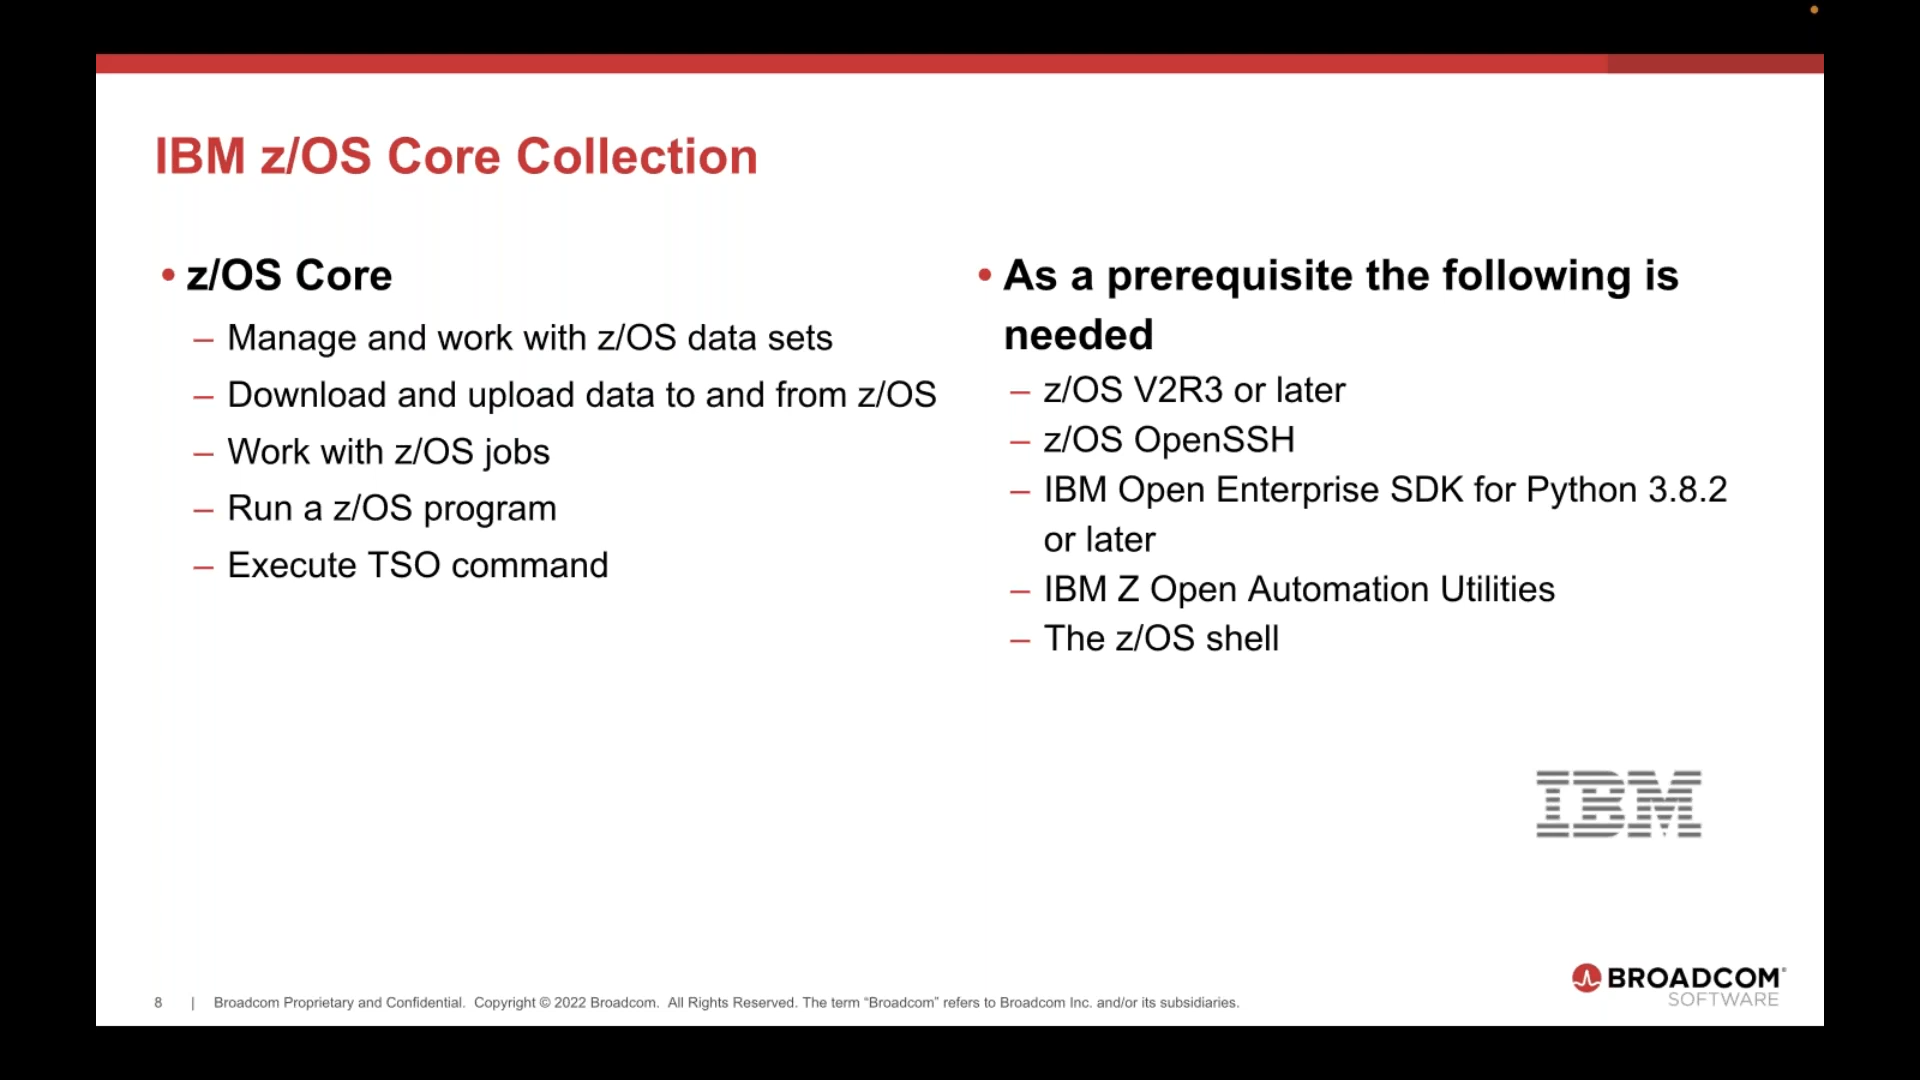 IBM z/OS Core Collection
• z/OS Core
– Manage and work with z/OS data sets
– Download and upload data to and from z/OS
– Work with z/OS jobs
– Run a z/OS program
– Execute TSO command
• As a prerequisite the following is
needed
– z/OS V2R3 or later
– z/OS OpenSSH
– IBM Open Enterprise SDK for Python 3.8.2
or later
– IBM Z Open Automation Utilities
– The z/OS shell
IBM
BROADCOM®
SOFTWARE
8 | Broadcom Proprietary and Confidential. Copyright © 2022 Broadcom. All Rights Reserved. The term “Broadcom” refers to Broadcom Inc. and/or its subsidiaries.